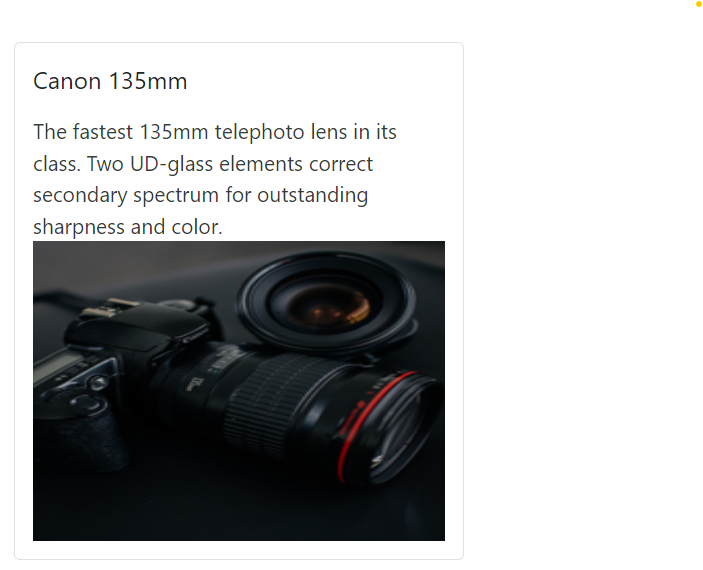 Canon 135mm
The fastest 135mm telephoto lens in its
class. Two UD-glass elements correct
secondary spectrum for outstanding
sharpness and color.